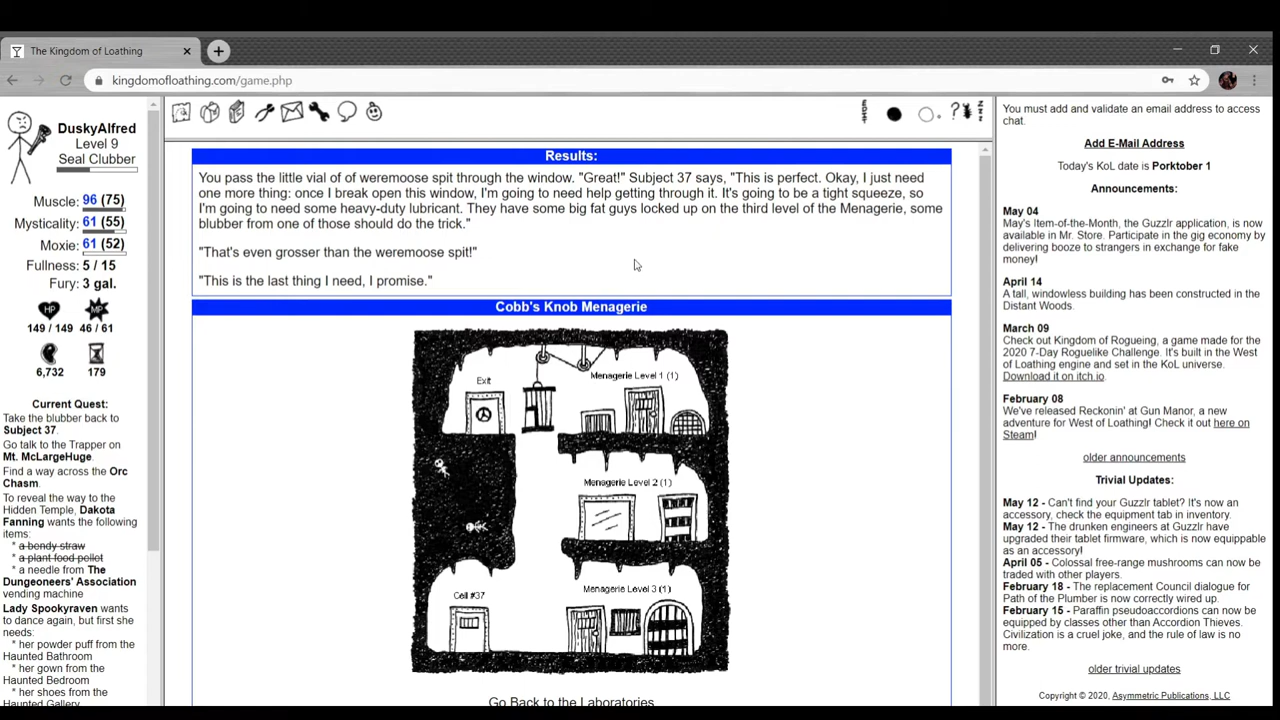 The Kingdom of Loathing
kingdomofloathing.com/game.php
DuskyAlfred
Level 9
Seal Clubber
Muscle: 96 (75)
Mysticality: 61 (55)
Moxie: 61 (52)
Fullness: 5 / 15
Fury: 3 gal.
HP
MP
149 / 149 46 / 61
6,732 179
Current Quest:
Take the blubber back to
Subject 37.
Go talk to the Trapper on
Mt. McLargeHuge.
Find a way across the Orc
Chasm.
To reveal the way to the
Hidden Temple, Dakota
Fanning wants the following
items:
* a bendy straw
* a plant food pellet
* a needle from The
Dungeoneers' Association
vending machine
Lady Spookyraven wants
to dance again, but first she
needs:
* her powder puff from the
Haunted Bathroom
* her gown from the
Haunted Bedroom
* her shoes from the
Haunted Gallery
Results:
You pass the little vial of of weremoose spit through the window. "Great!" Subject 37 says, "This is perfect. Okay, I just need
one more thing: once I break open this window, I'm going to need help getting through it. It's going to be a tight squeeze, so
I'm going to need some heavy-duty lubricant. They have some big fat guys locked up on the third level of the Menagerie, some
blubber from one of those should do the trick."
"That's even grosser than the weremoose spit!"
"This is the last thing I need, I promise."
Cobb's Knob Menagerie
Exit
Menagerie Level 1 (1)
Menagerie Level 2 (1)
Cell #37
Menagerie Level 3 (1)
Go Back to the Laboratories
You must add and validate an email address to access
chat.
Add E-Mail Address
Today's KoL date is Porktober 1
Announcements:
May 04
May's Item-of-the-Month, the Guzzlr application, is now
available in Mr. Store. Participate in the gig economy by
delivering booze to strangers in exchange for fake
money!
April 14
A tall, windowless building has been constructed in the
Distant Woods.
March 09
Check out Kingdom of Rogueing, a game made for the
2020 7-Day Roguelike Challenge. It's built in the West
of Loathing engine and set in the KoL universe.
Download it on itch.io.
February 08
We've released Reckonin' at Gun Manor, a new
adventure for West of Loathing! Check it out here on
Steam!
older announcements
Trivial Updates:
May 12 - Can't find your Guzzlr tablet? It's now an
accessory, check the equipment tab in inventory.
May 12 - The drunken engineers at Guzzlr have
upgraded their tablet firmware, which is now equippable
as an accessory!
April 05 - Colossal free-range mushrooms can now be
traded with other players.
February 18 - The replacement Council dialogue for
Path of the Plumber is now correctly wired up.
February 15 - Paraffin pseudoaccordions can now be
equipped by classes other than Accordion Thieves.
Civilization is a cruel joke, and the rule of law is no
more.
older trivial updates
Copyright © 2020, Asymmetric Publications, LLC